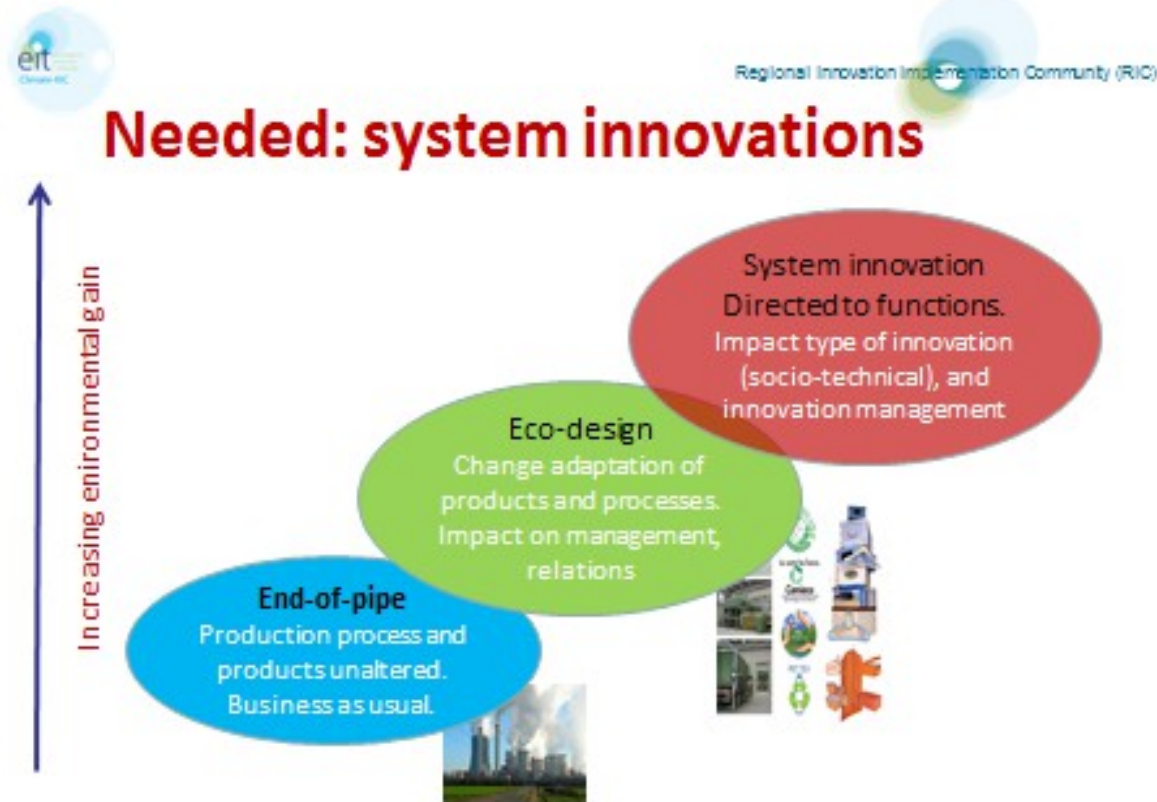 eit
Climate-KIC
Regional Innovation Implementation Community (RIC)
Needed: system innovations
Increasing enironmental gain
System innovation
Directed to functions.
Impact type of innovation
(socio-technical), and
innovation management
Eco-design
Change adaptation of
products and processes.
Impact on management,
relations
End-of-pipe
Production process and
products unaltered.
Business as usual.